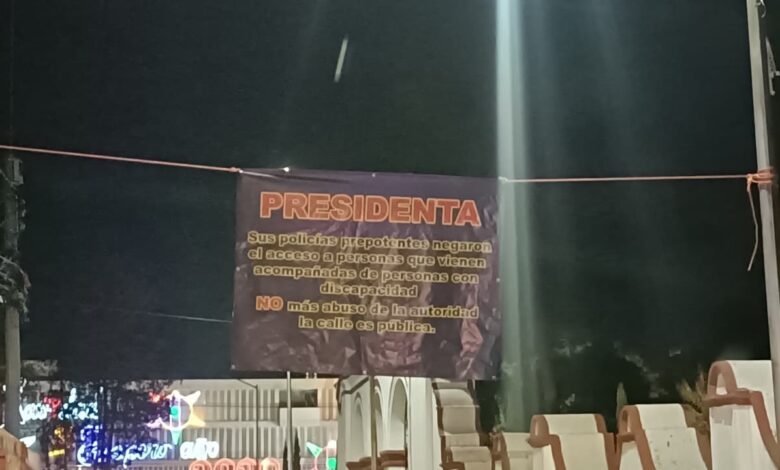 PRESIDENTA
Sus policías prepotentes negaron
el acceso a personas que vienen
acompañadas de personas con
discapacidad
NO más abuso de la autoridad
la calle es pública.